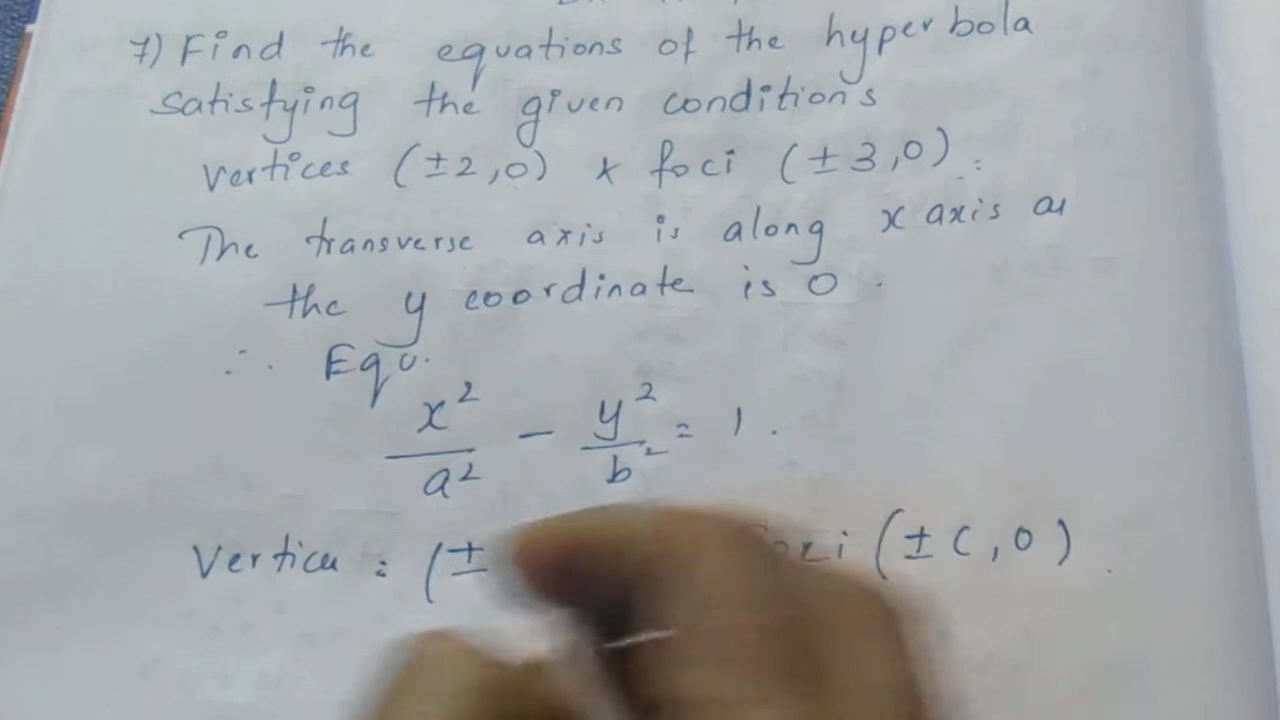 7) Find the equations of the hyperbola
satisfying the given conditions
vertices (±2,0) & foci (±3,0).
The transverse axis is along x axis as
the y coordinate is 0.
∴ Equ.
x²/a² - y²/b² = 1.
Vertices = (± foci (±c,0)